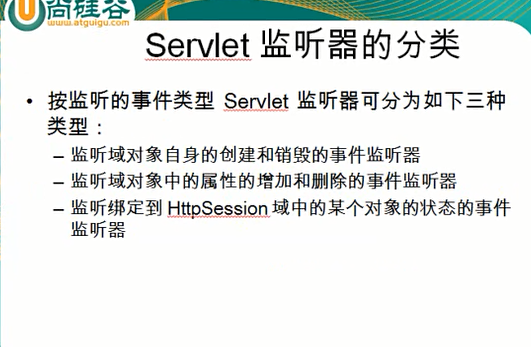 尚硅谷
www.atguigu.com
Servlet 监听器的分类
• 按监听的事件类型 Servlet 监听器可分为如下三种
类型：
– 监听域对象自身的创建和销毁的事件监听器
– 监听域对象中的属性的增加和删除的事件监听器
– 监听绑定到 HttpSession 域中的某个对象的状态的事件
监听器